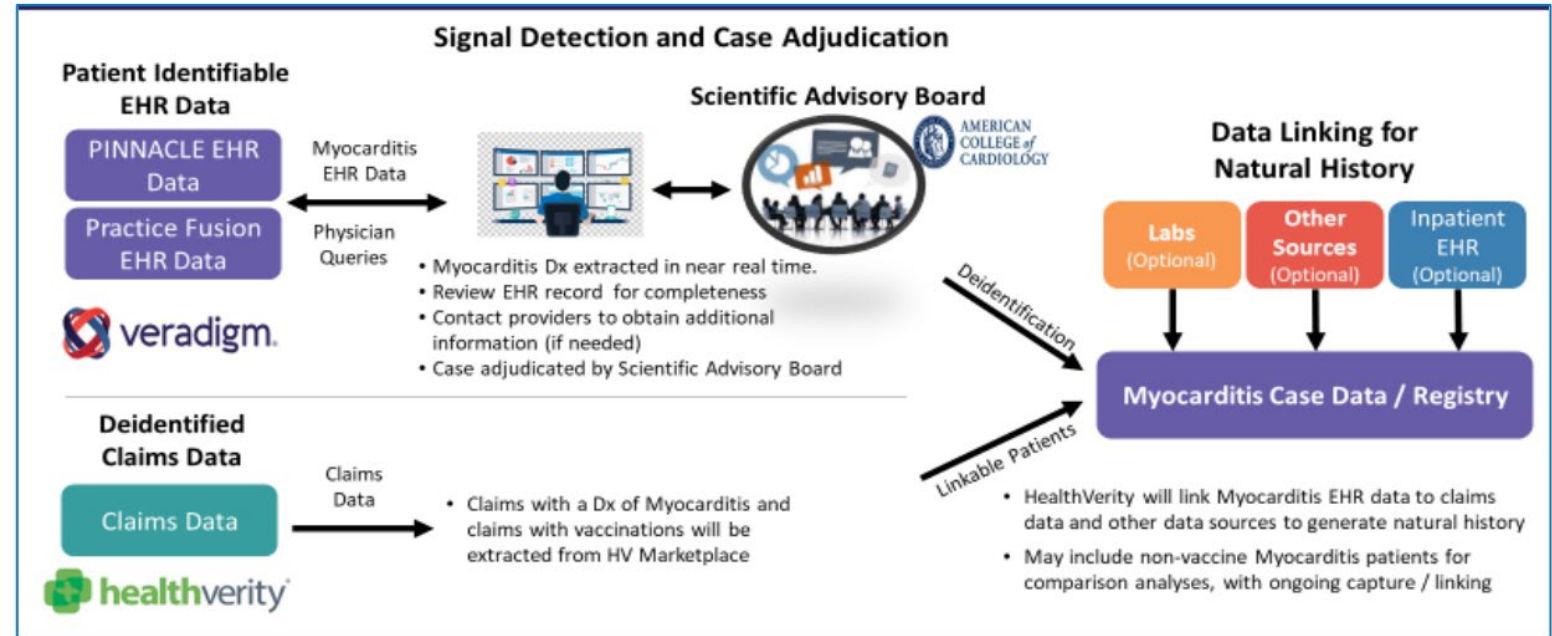 Signal Detection and Case Adjudication
Patient Identifiable
EHR Data
PINNACLE EHR
Data
Practice Fusion
EHR Data
veradigm.
Myocarditis
EHR Data
Physician
Queries
Scientific Advisory Board
AMERICAN
COLLEGE of
CARDIOLOGY
• Myocarditis Dx extracted in near real time.
• Review EHR record for completeness
• Contact providers to obtain additional
information (if needed)
• Case adjudicated by Scientific Advisory Board
Deidentified
Claims Data
Claims Data
healthverity
Claims
Data
• Claims with a Dx of Myocarditis and
claims with vaccinations will be
extracted from HV Marketplace
Deidentification
Linkable Patients
Data Linking for
Natural History
Labs
(Optional)
Other
Sources
(Optional)
Inpatient
EHR
(Optional)
Myocarditis Case Data / Registry
• HealthVerity will link Myocarditis EHR data to claims
data and other data sources to generate natural history
• May include non-vaccine Myocarditis patients for
comparison analyses, with ongoing capture / linking